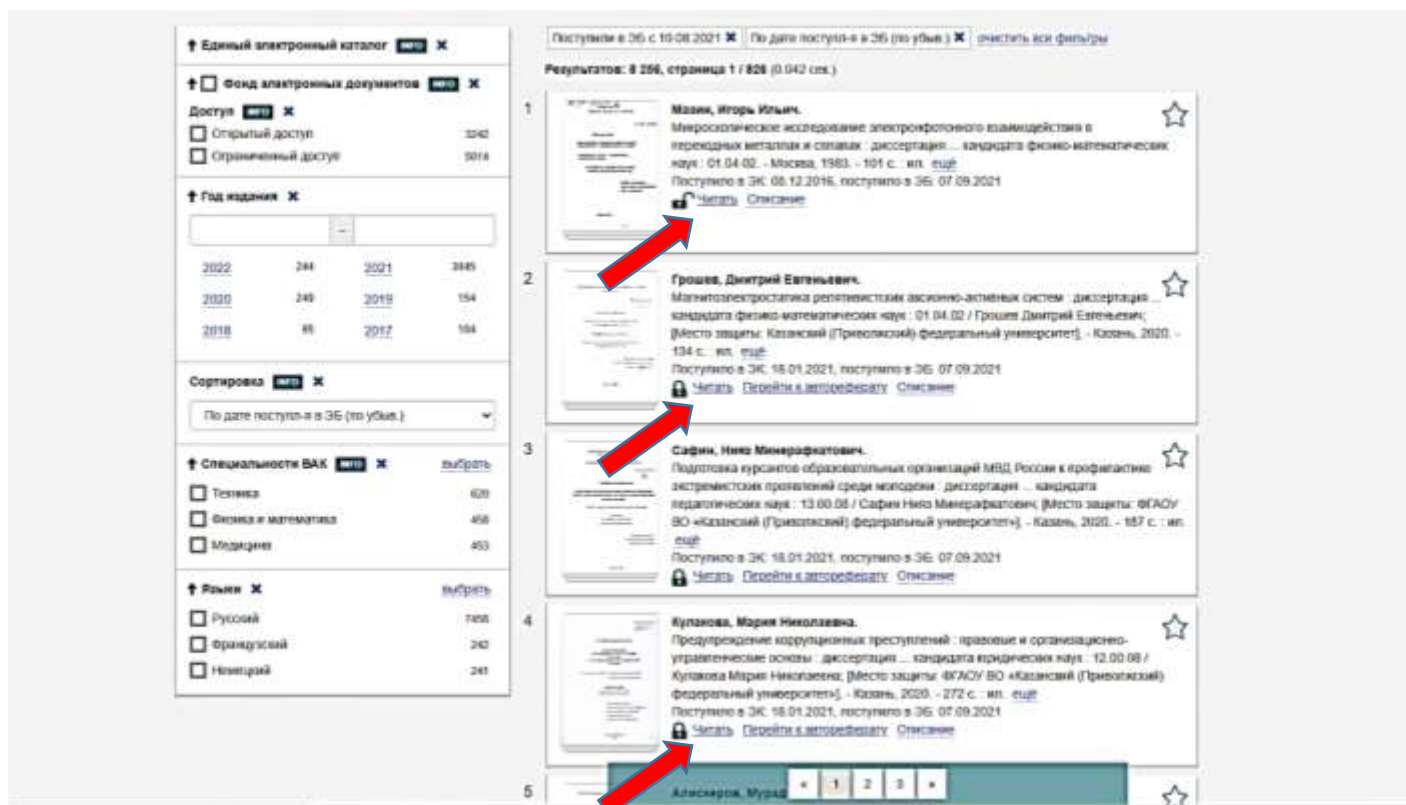 Единый электронный каталог INFO ✖
Фонд электронных документов INFO ✖
Доступ INFO ✖
Открытый доступ 3242
Ограниченный доступ 5014
Год издания ✖
–
2022 244 2021 3845
2020 249 2019 154
2018 2017
Сортировка INFO ✖
По дате поступл-я в ЭБ (по убыв.)
Специальности ВАК INFO ✖ выбрать
Техника
Физика и математика
Медицина 453
Языки ✖ выбрать
Русский
Французский 242
Немецкий 241
Поступили в ЭБ с 10.08.2021 ✖ По дате поступл-я в ЭБ (по убыв.) ✖ очистить все фильтры
Результатов: 8 256, страница 1 / 826 (0.042 сек.)
1
Мазин, Игорь Ильич.
Микроскопическое исследование электронфотонного взаимодействия в
переходных металлах и сплавах : диссертация ... кандидата физико-математических
наук : 01.04.02. - Москва, 1983. - 101 с. : ил. ещё
Поступило в ЭК: 08.12.2016, поступило в ЭБ: 07.09.2021
Читать Описание
2
Грошев, Дмитрий Евгеньевич.
Магнитоэлектростатика релятивистских аксионно-активных систем : диссертация ...
кандидата физико-математических наук : 01.04.02 / Грошев Дмитрий Евгеньевич;
[Место защиты: Казанский (Приволжский) федеральный университет]. - Казань, 2020. -
134 с. : ил. ещё
Поступило в ЭК: 18.01.2021, поступило в ЭБ: 07.09.2021
Читать Перейти к автореферату Описание
3
Сафин, Нияз Минерафкатович.
Подготовка курсантов образовательных организаций МВД России к профилактике
экстремистских проявлений среди молодежи : диссертация ... кандидата
педагогических наук : 13.00.08 / Сафин Нияз Минерафкатович; [Место защиты: ФГАОУ
ВО «Казанский (Приволжский) федеральный университет»]. - Казань, 2020. - 187 с. : ил.
ещё
Поступило в ЭК: 18.01.2021, поступило в ЭБ: 07.09.2021
Читать Перейти к автореферату Описание
4
Кулакова, Мария Николаевна.
Предупреждение коррупционных преступлений : правовые и организационно-
управленческие основы : диссертация ... кандидата юридических наук : 12.00.08 /
Кулакова Мария Николаевна; [Место защиты: ФГАОУ ВО «Казанский (Приволжский)
федеральный университет»]. - Казань, 2020. - 272 с. : ил. ещё
Поступило в ЭК: 18.01.2021, поступило в ЭБ: 07.09.2021
Читать Перейти к автореферату Описание
5
Алискеров,
« 1 2 3 »